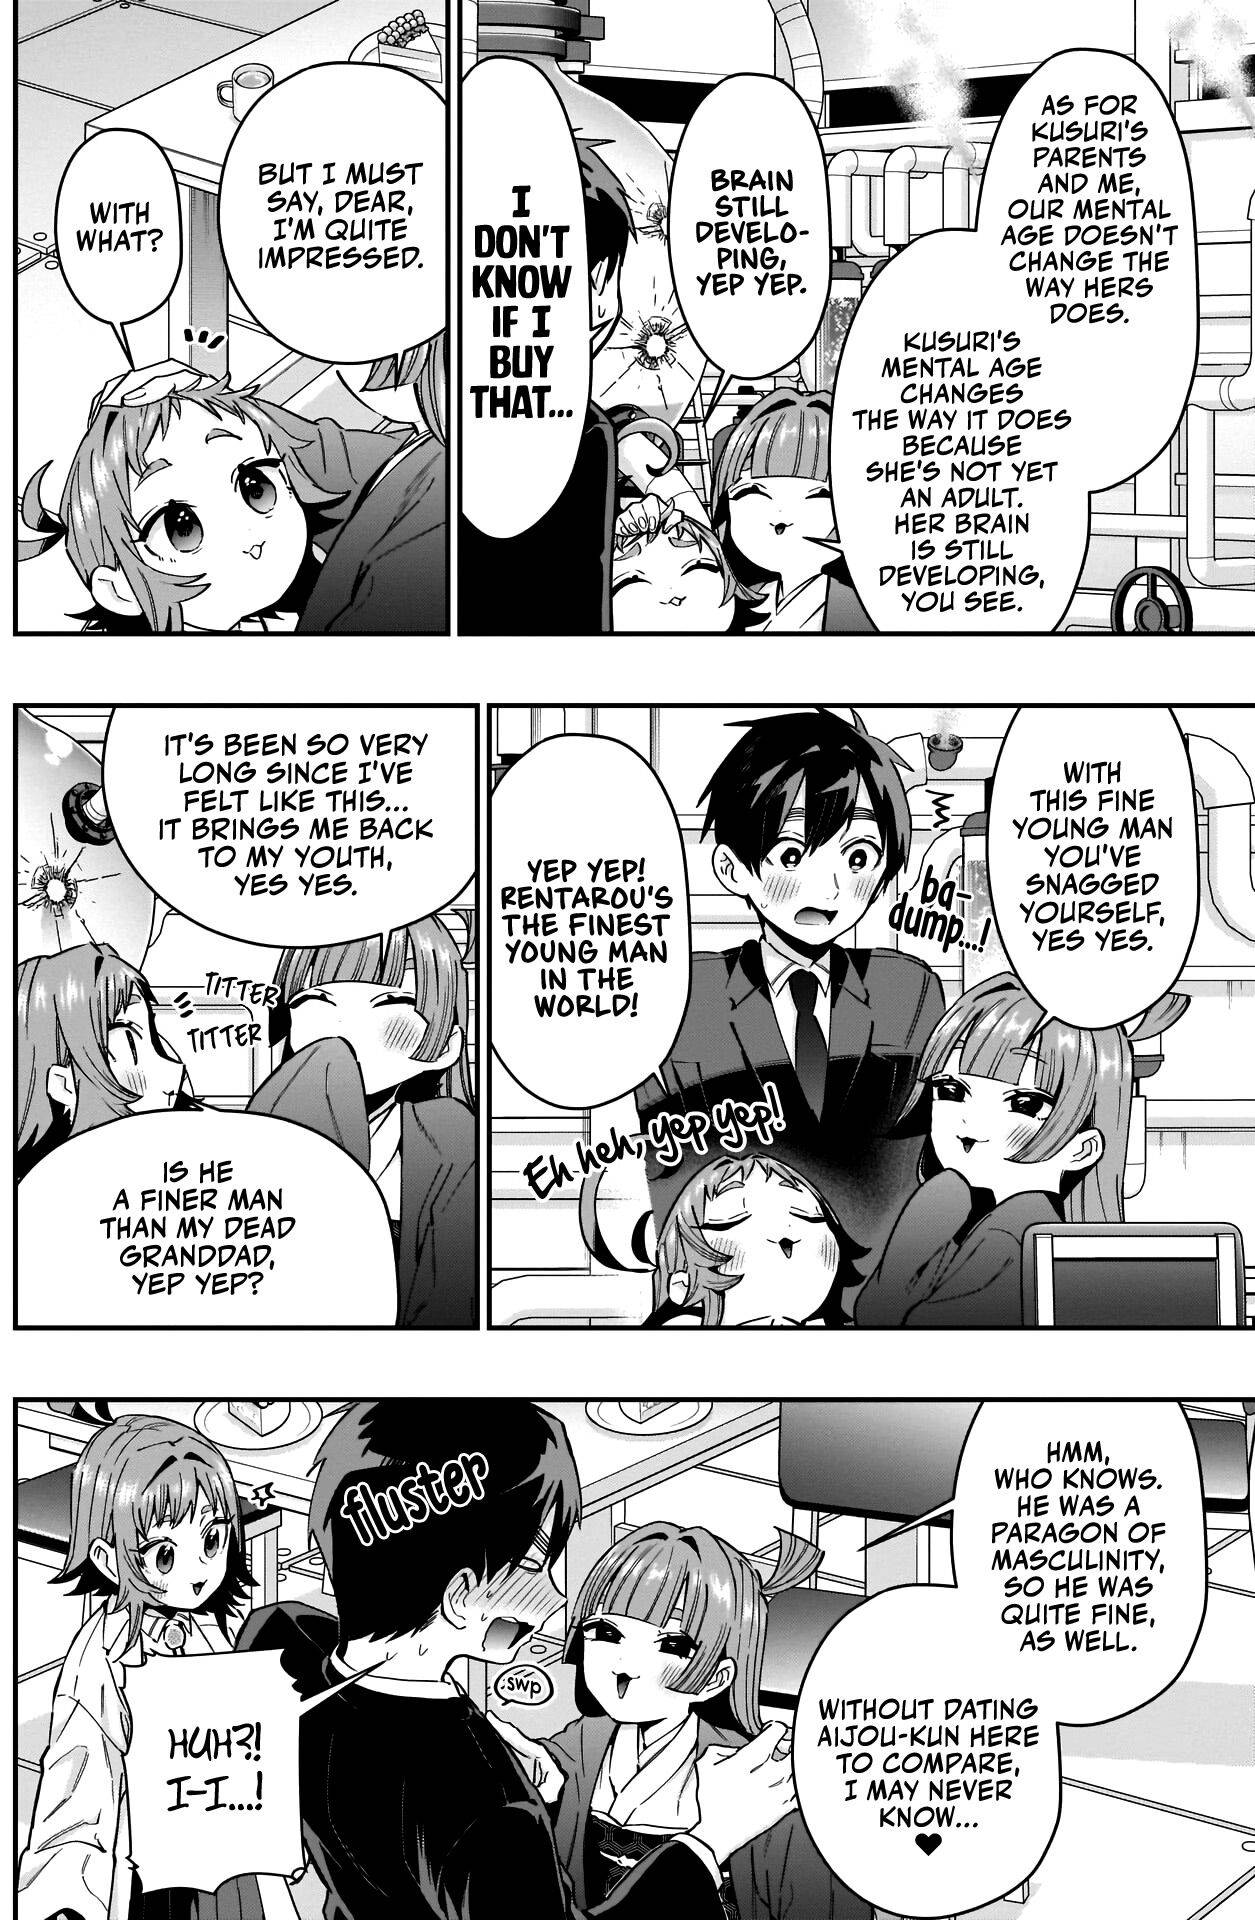 AS FOR
KUSURI'S
PARENTS
AND ME,
OUR MENTAL
AGE DOESN'T
CHANGE THE
WAY HERS
DOES.
KUSURI'S
MENTAL AGE
CHANGES
THE WAY IT DOES
BECAUSE
SHE'S NOT YET
AN ADULT.
HER BRAIN
IS STILL
DEVELOPING,
YOU SEE.
BRAIN
STILL
DEVELO-
PING,
YEP YEP.
I
DON'T
KNOW
IF I
BUY
THAT...
BUT I MUST
SAY, DEAR,
I'M QUITE
IMPRESSED.
WITH
WHAT?
WITH
THIS FINE
YOUNG MAN
YOU'VE
SNAGGED
YOURSELF,
YES YES.
ba-
dump...!
YEP YEP!
RENTAROU'S
THE FINEST
YOUNG MAN
IN THE
WORLD!
Eh heh, yep yep!
IT'S BEEN SO VERY
LONG SINCE I'VE
FELT LIKE THIS...
IT BRINGS ME BACK
TO MY YOUTH,
YES YES.
TITTER
TITTER
IS HE
A FINER MAN
THAN MY DEAD
GRANDDAD,
YEP YEP?
HMM,
WHO KNOWS.
HE WAS A
PARAGON OF
MASCULINITY,
SO HE WAS
QUITE FINE,
AS WELL.
WITHOUT DATING
AIJOU-KUN HERE
TO COMPARE,
I MAY NEVER
KNOW...
♥
swp
fluster
HUH?!
I-I...!